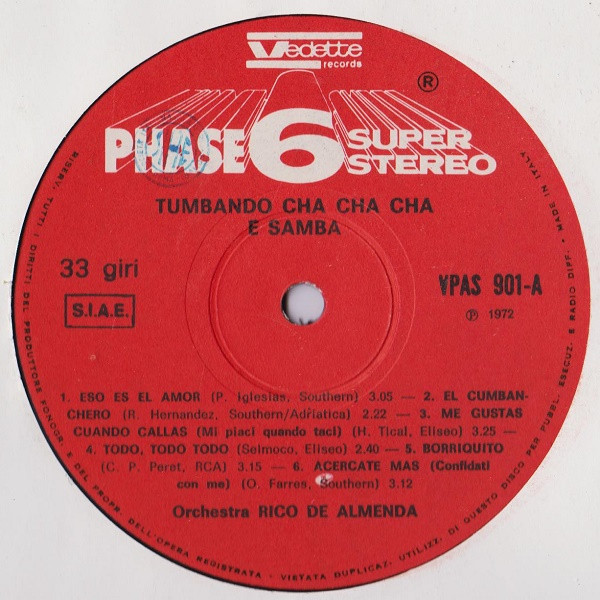 Vedette
records
®
PHASE 6 SUPER
STEREO
TUMBANDO CHA CHA CHA
E SAMBA
33 giri
S.I.A.E.
VPAS 901-A
℗ 1972
1. ESO ES EL AMOR (P. Iglesias, Southern) 3.05 — 2. EL CUMBAN-
CHERO (R. Hernandez, Southern/Adriatica) 2.22 — 3. ME GUSTAS
CUANDO CALLAS (Mi piaci quando taci) (H. Tical, Eliseo) 3.25 —
— 4. TODO, TODO TODO (Selmoco, Eliseo) 2.40 — 5. BORRIQUITO
(C. P. Peret, RCA) 3.15 — 6. ACERCATE MAS (Confidati
con me) (O. Farres, Southern) 3.12
Orchestra RICO DE ALMENDA
RISERV. TUTTI I DIRITTI DEL PRODUTTORE FONOGR. E DEL PROPR. DELL'OPERA REGISTRATA - VIETATA DUPLICAZ. UTILIZZ. DI QUESTO DISCO PER PUBBL. ESECUZ. E RADIO DIFF. - MADE IN ITALY